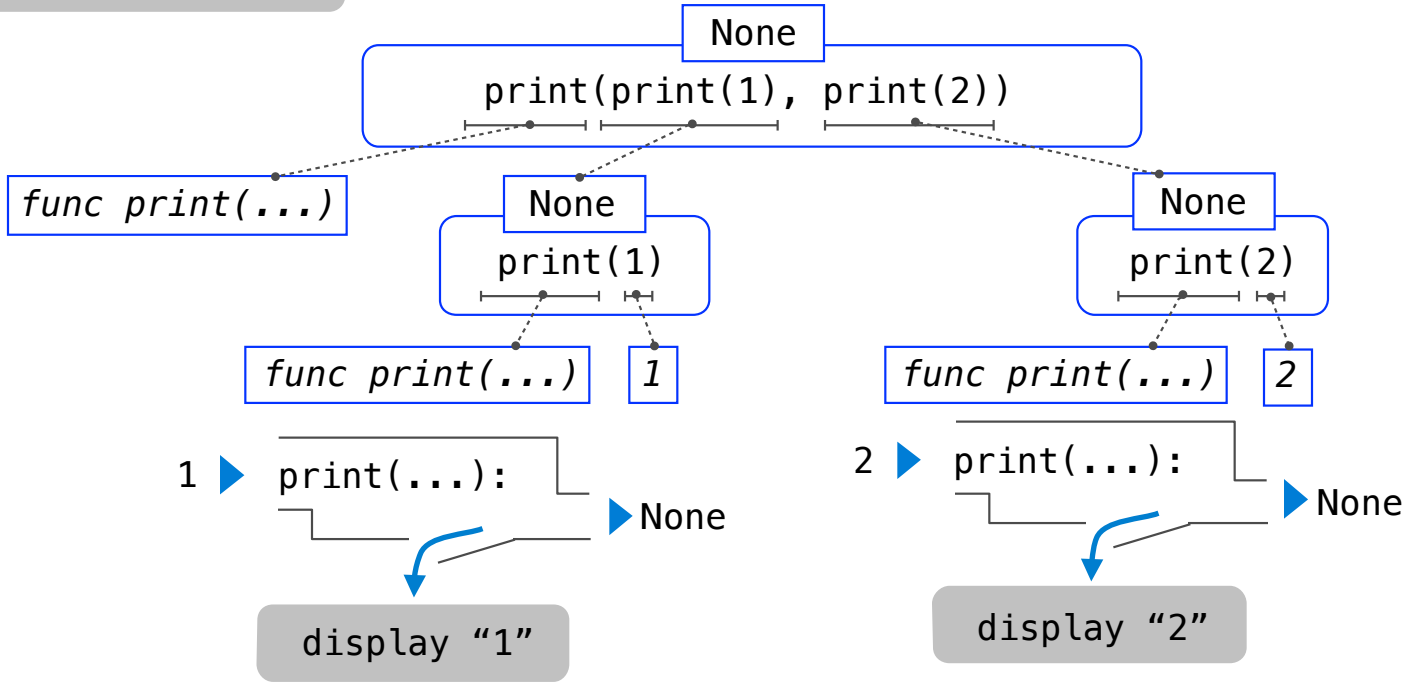 None
print(print(1), print(2))
func print(...)
None
None
print(1)
print(2)
func print(...)
1
func print(...)
2
1
print(...):
None
2
print(...):
None
display “1”
display “2”